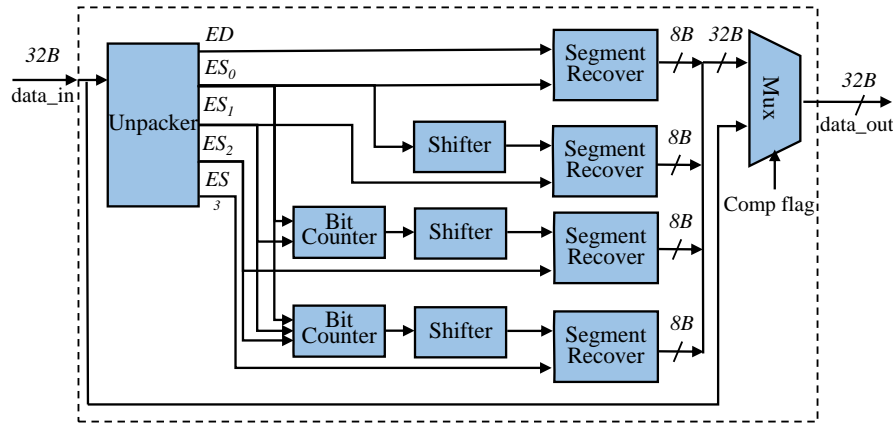 32B
data_in
Unpacker
ED
ES0
ES1
ES2
ES
3
Segment
Recover
8B
32B
Mux
32B
data_out
Comp flag
Shifter
Segment
Recover
8B
Bit
Counter
Shifter
Segment
Recover
8B
Bit
Counter
Shifter
Segment
Recover
8B